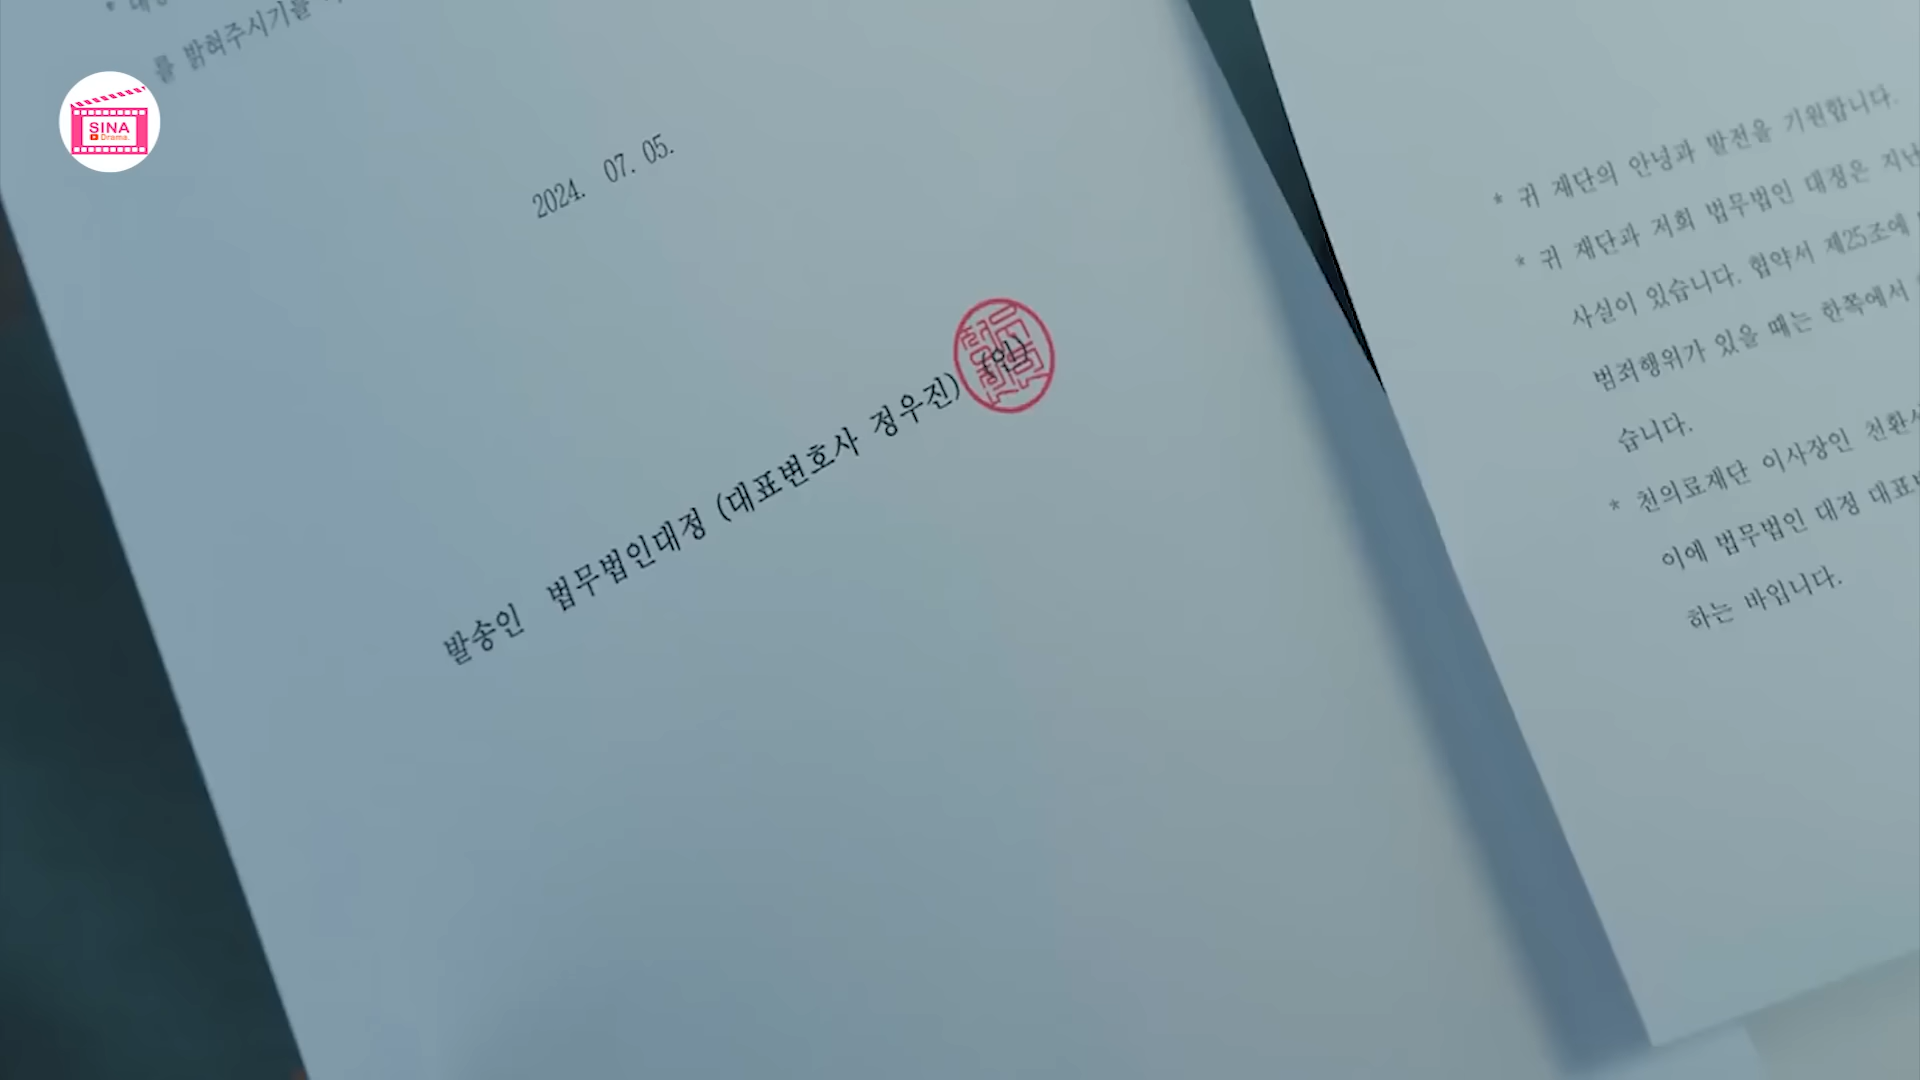 를 밝혀주시기를
SINA
Drama
2024. 07. 05.
발송인 법무법인대정 (대표변호사 정우진) (인)
* 귀 재단의 안녕과 발전을 기원합니다.
* 귀 재단과 저희 법무법인 대정은 지난
사실이 있습니다. 협약서 제25조에
범죄행위가 있을 때는 한쪽에서
습니다.
* 천의료재단 이사장인 천환서
이에 법무법인 대정 대표변
하는 바입니다.